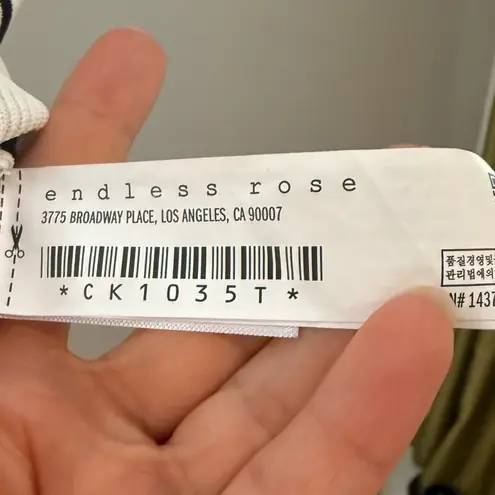 endless rose
3775 BROADWAY PLACE, LOS ANGELES, CA 90007
*CK1035T*
품질경영및
관리법에의
N# 1437